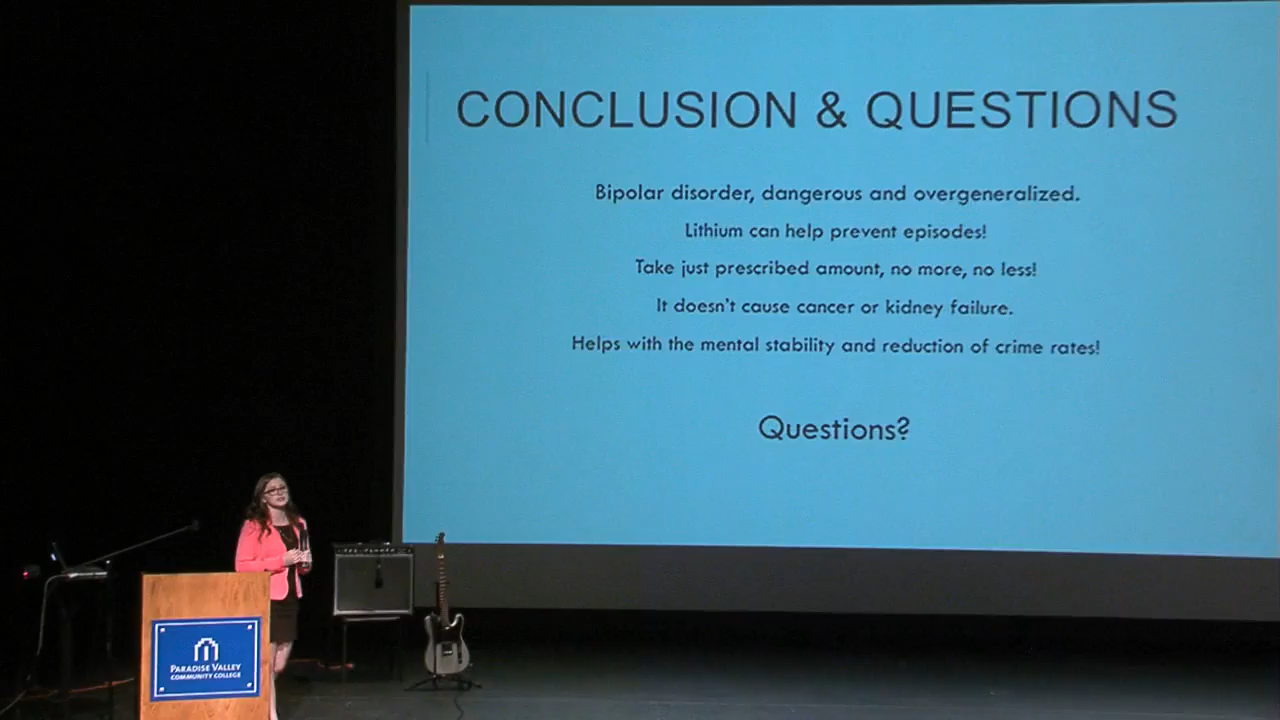 CONCLUSION & QUESTIONS
Bipolar disorder, dangerous and overgeneralized.
Lithium can help prevent episodes!
Take just prescribed amount, no more, no less!
It doesn't cause cancer or kidney failure.
Helps with the mental stability and reduction of crime rates!
Questions?
PARADISE VALLEY
COMMUNITY COLLEGE